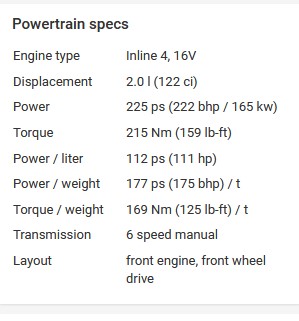 Powertrain specs
Engine type Inline 4, 16V
Displacement 2.0 l (122 ci)
Power 225 ps (222 bhp / 165 kw)
Torque 215 Nm (159 lb-ft)
Power / liter 112 ps (111 hp)
Power / weight 177 ps (175 bhp) / t
Torque / weight 169 Nm (125 lb-ft) / t
Transmission 6 speed manual
Layout front engine, front wheel
drive